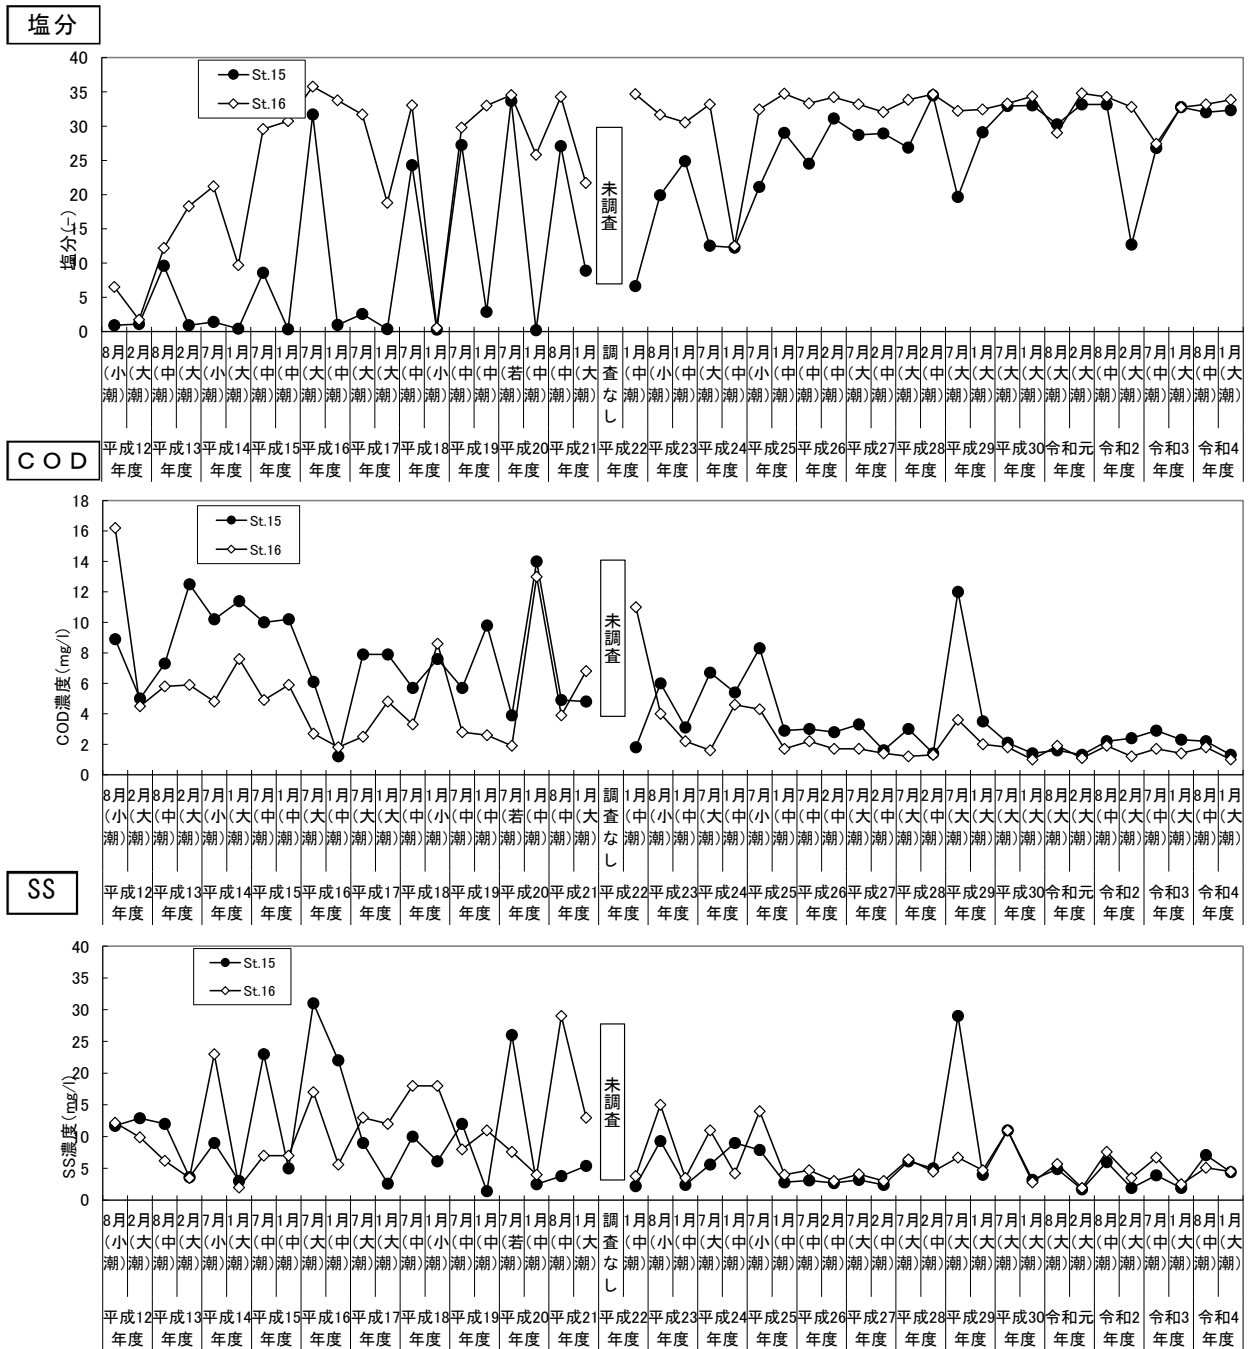 塩分
40
35
30
25
20
15
10
5
0
塩分(-)
St.15
St.16
未調査
8月(小潮) 2月(大潮) 8月(中潮) 2月(大潮) 7月(小潮) 1月(大潮) 7月(中潮) 1月(中潮) 7月(大潮) 1月(中潮) 7月(大潮) 1月(大潮) 7月(中潮) 1月(小潮) 7月(中潮) 1月(中潮) 7月(若潮) 1月(中潮) 8月(中潮) 1月(大潮) 調査なし 1月(中潮) 8月(小潮) 1月(中潮) 7月(大潮) 1月(中潮) 7月(小潮) 1月(中潮) 7月(中潮) 2月(中潮) 7月(大潮) 2月(中潮) 7月(大潮) 2月(中潮) 7月(大潮) 1月(大潮) 7月(大潮) 1月(大潮) 8月(大潮) 2月(大潮) 8月(中潮) 2月(大潮) 7月(中潮) 1月(大潮) 8月(中潮) 1月(大潮)
平成12年度 平成13年度 平成14年度 平成15年度 平成16年度 平成17年度 平成18年度 平成19年度 平成20年度 平成21年度 平成22年度 平成23年度 平成24年度 平成25年度 平成26年度 平成27年度 平成28年度 平成29年度 平成30年度 令和元年度 令和2年度 令和3年度 令和4年度
COD
18
16
14
12
10
8
6
4
2
0
COD濃度(mg/l)
St.15
St.16
未調査
8月(小潮) 2月(大潮) 8月(中潮) 2月(大潮) 7月(小潮) 1月(大潮) 7月(中潮) 1月(中潮) 7月(大潮) 1月(中潮) 7月(大潮) 1月(大潮) 7月(中潮) 1月(小潮) 7月(中潮) 1月(中潮) 7月(若潮) 1月(中潮) 8月(中潮) 1月(大潮) 調査なし 1月(中潮) 8月(小潮) 1月(中潮) 7月(大潮) 1月(中潮) 7月(小潮) 1月(中潮) 7月(中潮) 2月(中潮) 7月(大潮) 2月(中潮) 7月(大潮) 2月(中潮) 7月(大潮) 1月(大潮) 7月(大潮) 1月(大潮) 8月(大潮) 2月(大潮) 8月(中潮) 2月(大潮) 7月(中潮) 1月(大潮) 8月(中潮) 1月(大潮)
平成12年度 平成13年度 平成14年度 平成15年度 平成16年度 平成17年度 平成18年度 平成19年度 平成20年度 平成21年度 平成22年度 平成23年度 平成24年度 平成25年度 平成26年度 平成27年度 平成28年度 平成29年度 平成30年度 令和元年度 令和2年度 令和3年度 令和4年度
SS
40
35
30
25
20
15
10
5
0
SS濃度(mg/l)
St.15
St.16
未調査
8月(小潮) 2月(大潮) 8月(中潮) 2月(大潮) 7月(小潮) 1月(大潮) 7月(中潮) 1月(中潮) 7月(大潮) 1月(中潮) 7月(大潮) 1月(大潮) 7月(中潮) 1月(小潮) 7月(中潮) 1月(中潮) 7月(若潮) 1月(中潮) 8月(中潮) 1月(大潮) 調査なし 1月(中潮) 8月(小潮) 1月(中潮) 7月(大潮) 1月(中潮) 7月(小潮) 1月(中潮) 7月(中潮) 2月(中潮) 7月(大潮) 2月(中潮) 7月(大潮) 2月(中潮) 7月(大潮) 1月(大潮) 7月(大潮) 1月(大潮) 8月(大潮) 2月(大潮) 8月(中潮) 2月(大潮) 7月(中潮) 1月(大潮) 8月(中潮) 1月(大潮)
平成12年度 平成13年度 平成14年度 平成15年度 平成16年度 平成17年度 平成18年度 平成19年度 平成20年度 平成21年度 平成22年度 平成23年度 平成24年度 平成25年度 平成26年度 平成27年度 平成28年度 平成29年度 平成30年度 令和元年度 令和2年度 令和3年度 令和4年度